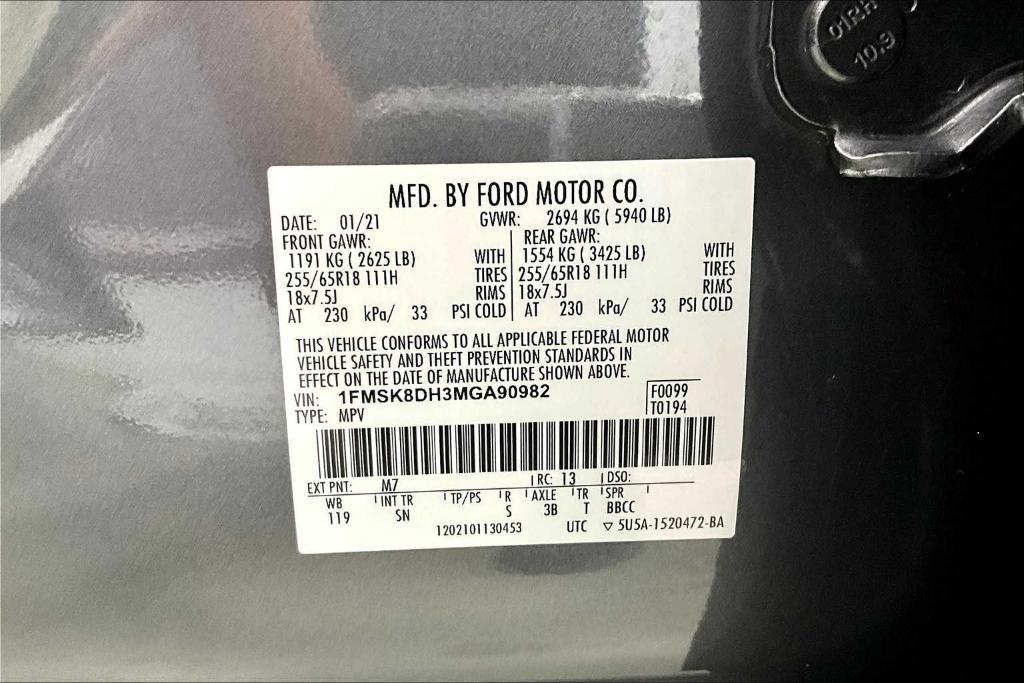 01RH
10.9
MFD. BY FORD MOTOR CO.
DATE: 01/21 GVWR: 2694 KG ( 5940 LB)
FRONT GAWR: REAR GAWR:
1191 KG ( 2625 LB) WITH 1554 KG ( 3425 LB) WITH
255/65R18 111H TIRES 255/65R18 111H TIRES
18x7.5J RIMS 18x7.5J RIMS
AT 230 kPa/ 33 PSI COLD AT 230 kPa/ 33 PSI COLD
THIS VEHICLE CONFORMS TO ALL APPLICABLE FEDERAL MOTOR
VEHICLE SAFETY AND THEFT PREVENTION STANDARDS IN
EFFECT ON THE DATE OF MANUFACTURE SHOWN ABOVE.
VIN: 1FMSK8DH3MGA90982 F0099
TYPE: MPV T0194
EXT PNT: M7 RC: 13 DSO:
WB INT TR TP/PS R AXLE TR SPR
119 SN S 3B T BBCC
1202101130453 UTC ▽ 5U5A-1520472-BA